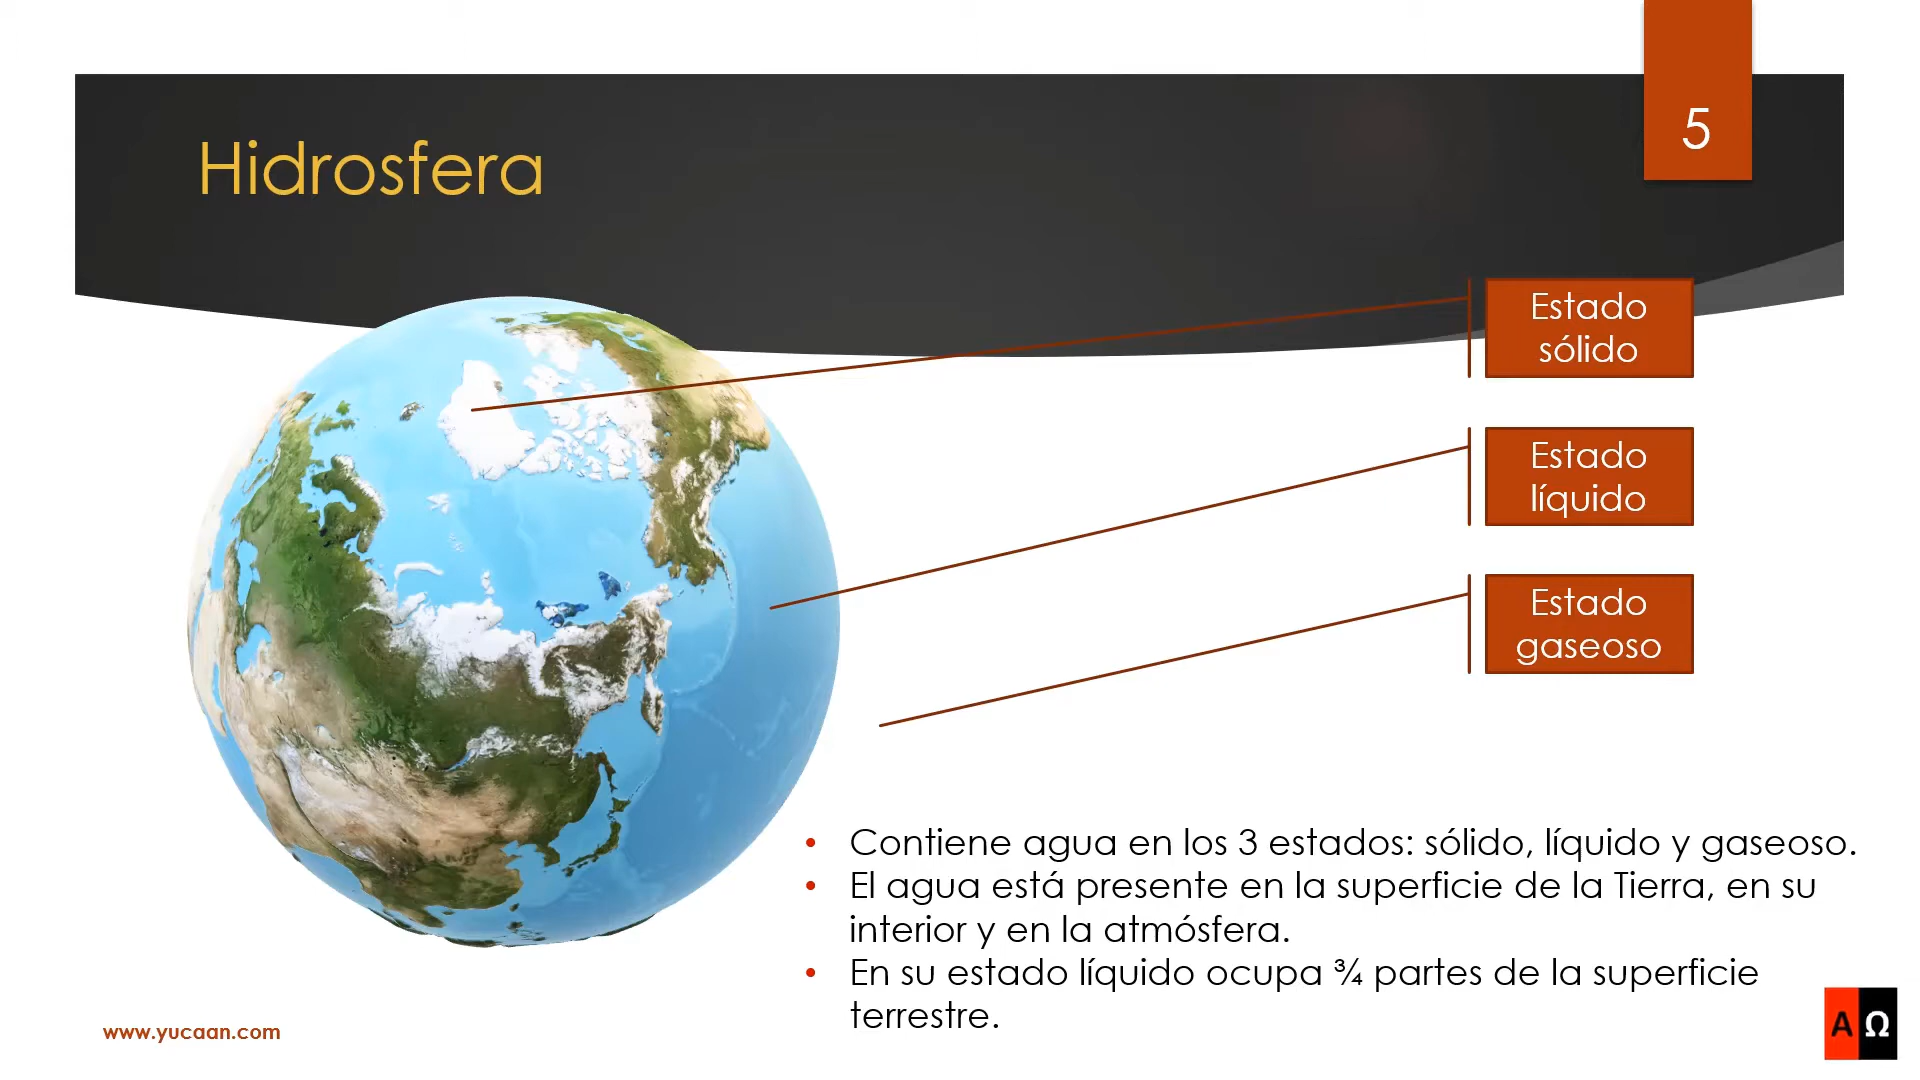 5
Hidrosfera
Estado
sólido
Estado
líquido
Estado
gaseoso
• Contiene agua en los 3 estados: sólido, líquido y gaseoso.
• El agua está presente en la superficie de la Tierra, en su
interior y en la atmósfera.
• En su estado líquido ocupa ¾ partes de la superficie
terrestre.
www.yucaan.com
Α Ω